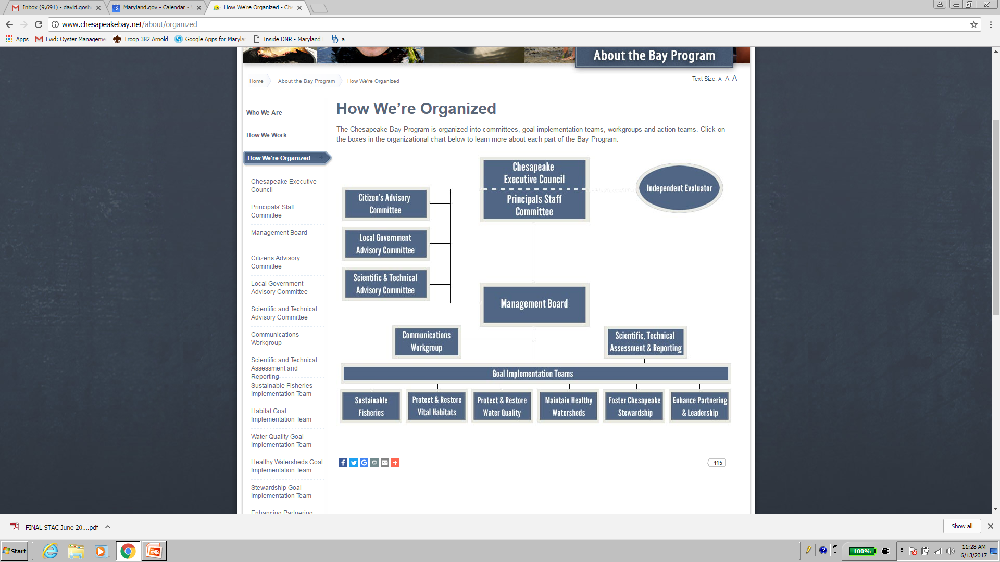 Inbox (9,691) - david.gosh
Maryland.gov - Calendar -
How We're Organized - Ch
www.chesapeakebay.net/about/organized
Apps
Fwd: Oyster Manageme
Troop 382 Arnold
Google Apps for Maryla
Inside DNR - Maryland
a
About the Bay Program
Home
About the Bay Program
How We're Organized
Text Size: A A A
Who We Are
How We Work
How We're Organized
Chesapeake Executive
Council
Principals' Staff
Committee
Management Board
Citizens Advisory
Committee
Local Government
Advisory Committee
Scientific and Technical
Advisory Committee
Communications
Workgroup
Scientific and Technical
Assessment and
Reporting
Sustainable Fisheries
Implementation Team
Habitat Goal
Implementation Team
Water Quality Goal
Implementation Team
Healthy Watersheds Goal
Implementation Team
Stewardship Goal
Implementation Team
Enhancing Partnering
How We’re Organized
The Chesapeake Bay Program is organized into committees, goal implementation teams, workgroups and action teams. Click on
the boxes in the organizational chart below to learn more about each part of the Bay Program.
Chesapeake
Executive Council
Principals Staff
Committee
Independent Evaluator
Citizen's Advisory
Committee
Local Government
Advisory Committee
Scientific & Technical
Advisory Committee
Management Board
Communications
Workgroup
Scientific, Technical
Assessment & Reporting
Goal Implementation Teams
Sustainable
Fisheries
Protect & Restore
Vital Habitats
Protect & Restore
Water Quality
Maintain Healthy
Watersheds
Foster Chesapeake
Stewardship
Enhance Partnering
& Leadership
115
FINAL STAC June 20....pdf
Show all
Start
100%
11:28 AM
6/13/2017